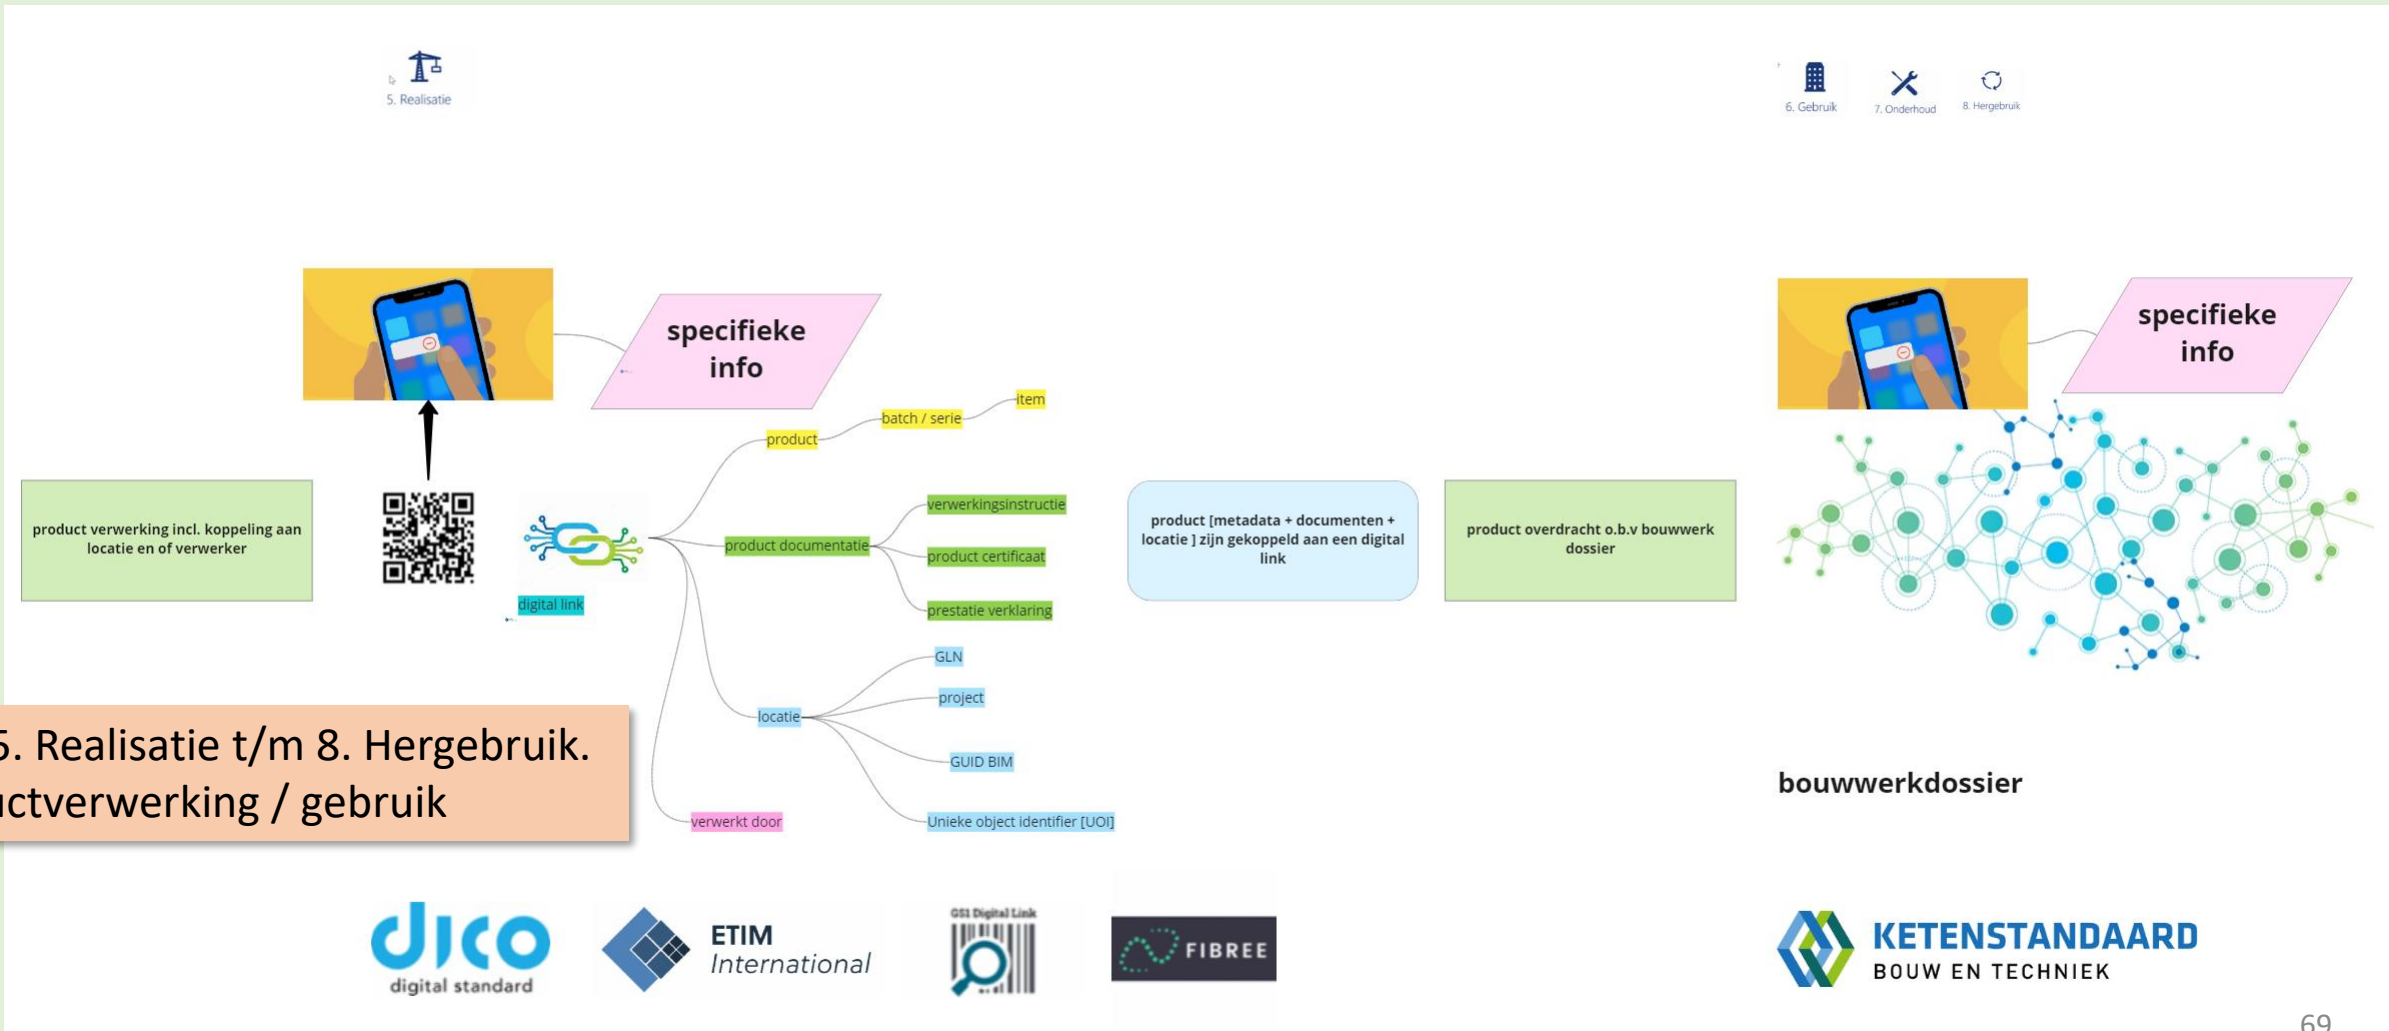 5. Realisatie
6. Gebruik
7. Onderhoud
8. Hergebruik
specifieke
info
specifieke
info
item
batch / serie
product
product verwerking incl. koppeling aan
locatie en of verwerker
digital link
verwerkingsinstructie
product documentatie
product certificaat
prestatie verklaring
product [metadata + documenten +
locatie ] zijn gekoppeld aan een digital
link
product overdracht o.b.v bouwwerk
dossier
GLN
project
locatie
GUID BIM
Unieke object identifier [UOI]
verwerkt door
5. Realisatie t/m 8. Hergebruik.
uctverwerking / gebruik
bouwwerkdossier
dico
digital standard
ETIM
International
GS1 Digital Link
FIBREE
KETENSTANDAARD
BOUW EN TECHNIEK
69